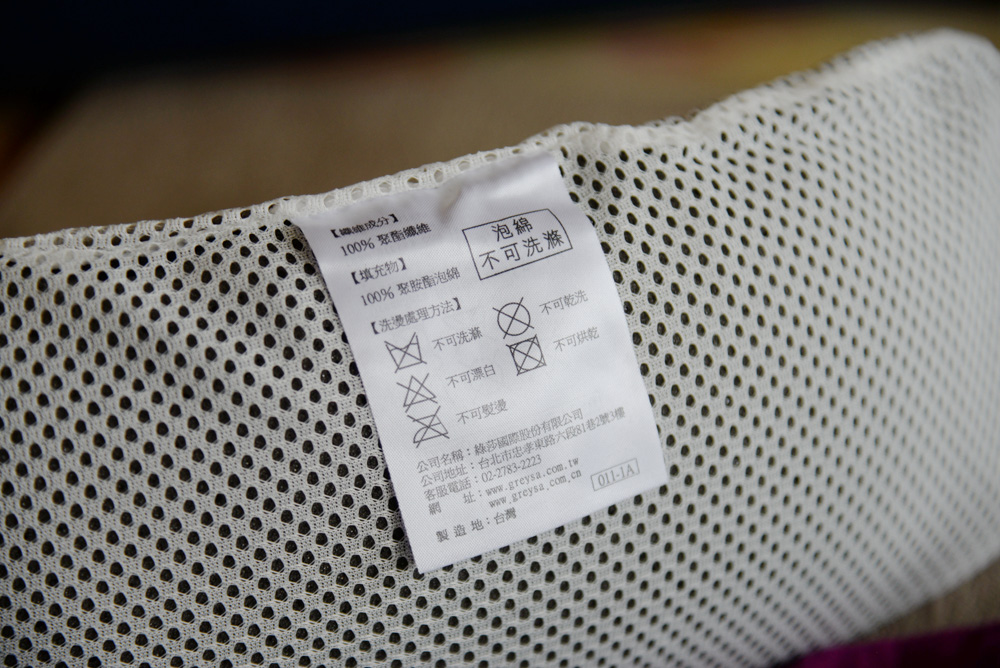 【纖維成分】
100% 聚酯纖維
泡綿
不可洗滌
【填充物】
100% 聚胺酯泡綿
【洗燙處理方法】
不可洗滌
不可乾洗
不可漂白
不可烘乾
不可熨燙
公司名稱：綠莎國際股份有限公司
公司地址：台北市忠孝東路六段81巷2號3樓
客服電話：02-2783-2223
網 址：www.greysa.com.tw
www.greysa.com.cn
011-1A
製造地：台灣